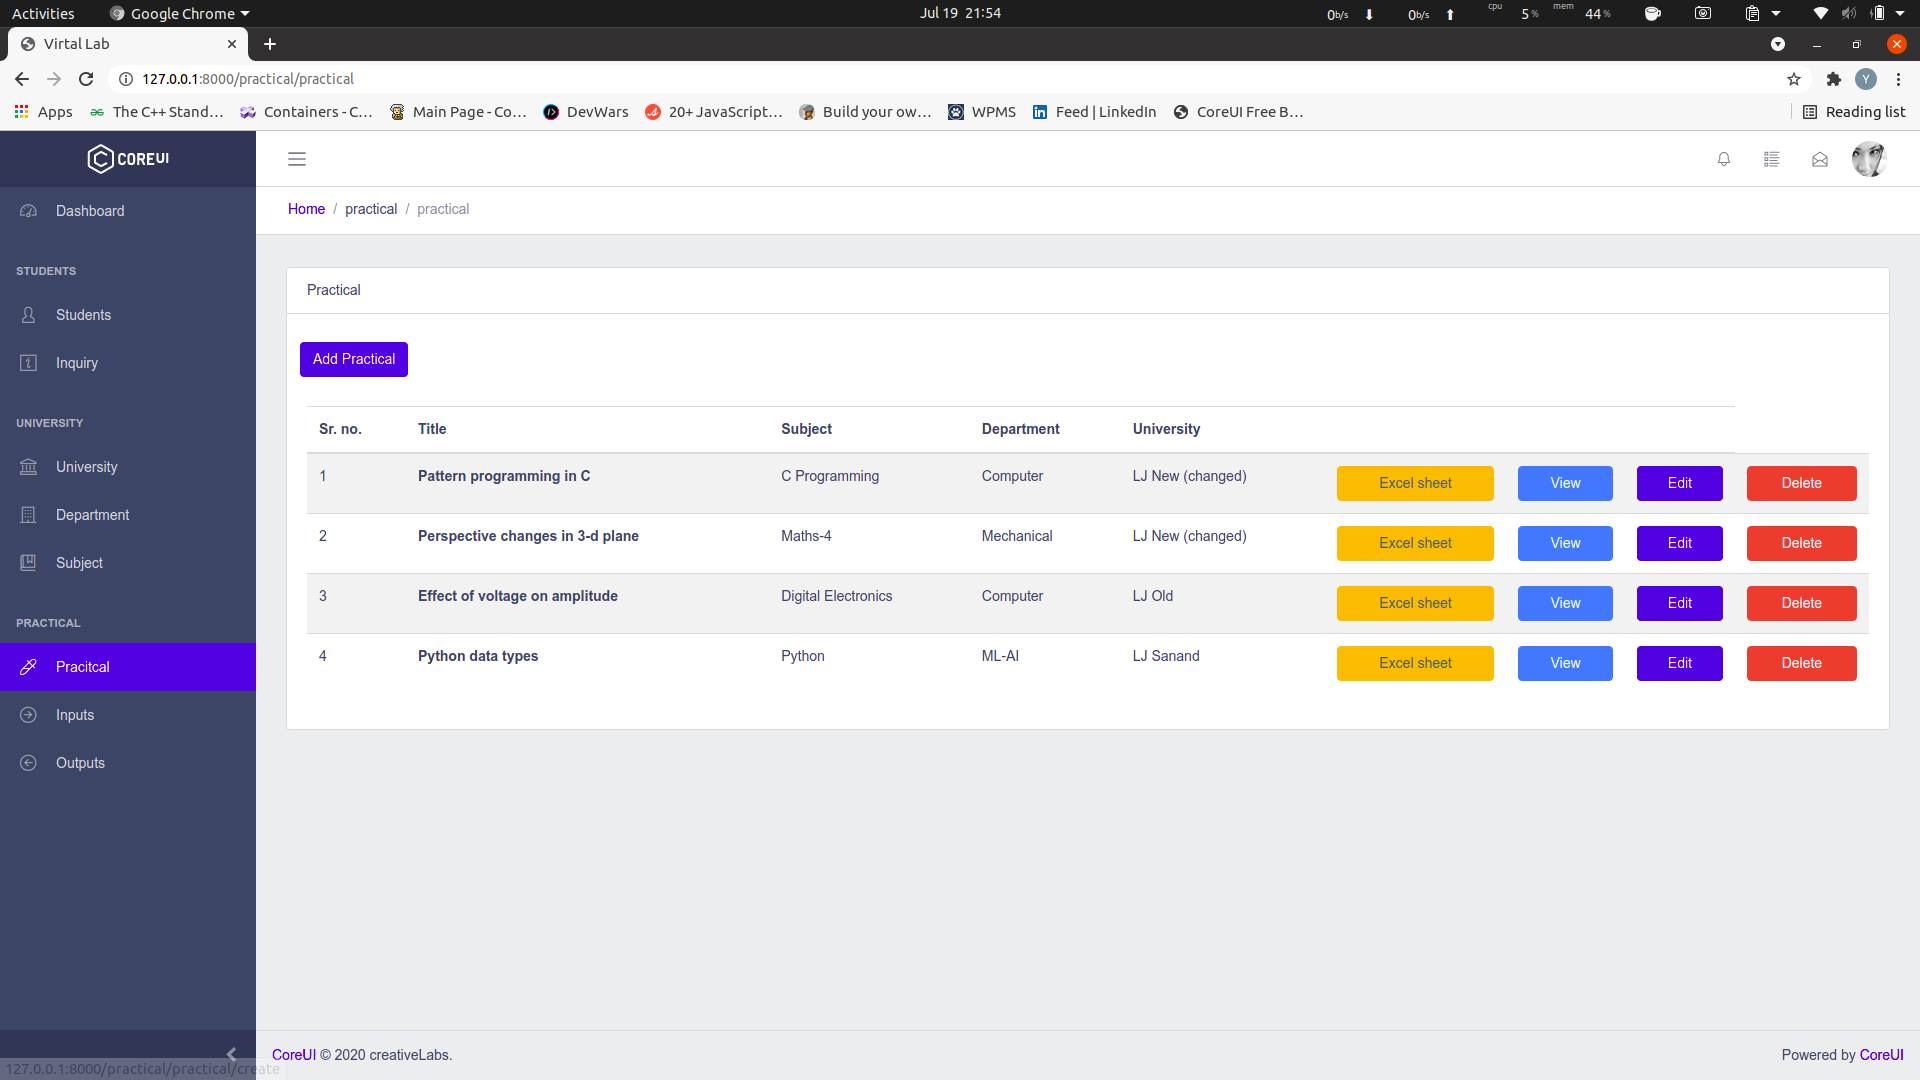 Activities Google Chrome Jul 19 21:54 0b/s 0b/s cpu 5% mem 44%
Virtal Lab
127.0.0.1:8000/practical/practical Y
Apps The C++ Stand... Containers - C... Main Page - Co... DevWars 20+ JavaScript... Build your ow... WPMS Feed | LinkedIn CoreUI Free B... Reading list
COREUI
Home / practical / practical
Dashboard
STUDENTS
Students
Inquiry
UNIVERSITY
University
Department
Subject
PRACTICAL
Pracitcal
Inputs
Outputs
Practical
Add Practical
Sr. no. Title Subject Department University
1 Pattern programming in C C Programming Computer LJ New (changed) Excel sheet View Edit Delete
2 Perspective changes in 3-d plane Maths-4 Mechanical LJ New (changed) Excel sheet View Edit Delete
3 Effect of voltage on amplitude Digital Electronics Computer LJ Old Excel sheet View Edit Delete
4 Python data types Python ML-AI LJ Sanand Excel sheet View Edit Delete
CoreUI © 2020 creativeLabs. Powered by CoreUI
127.0.0.1:8000/practical/practical/create